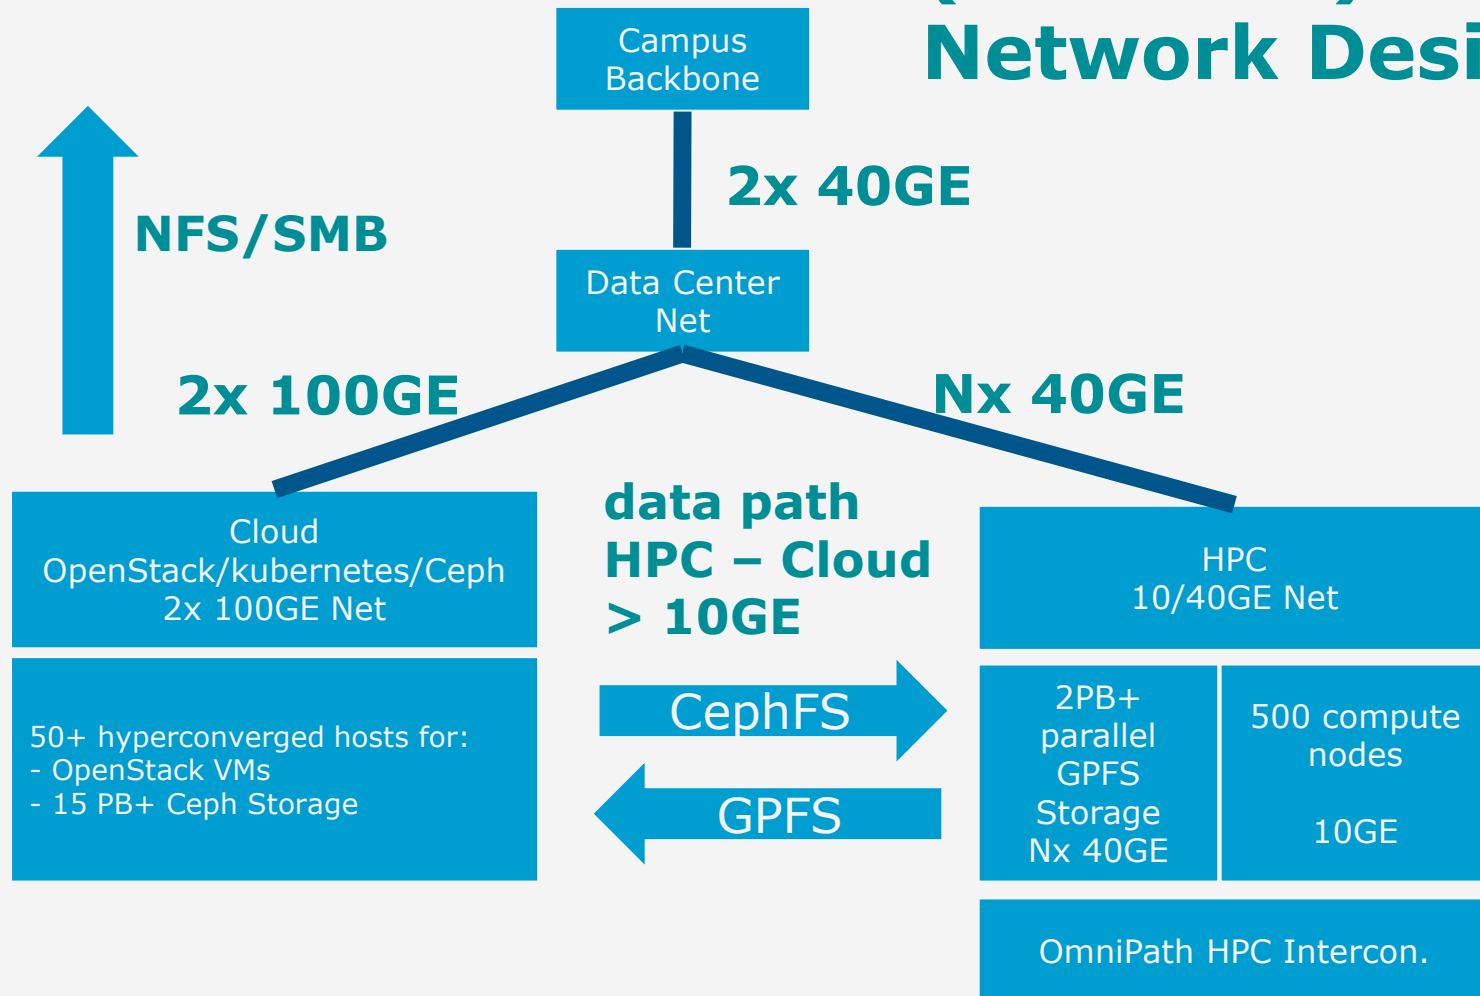 Network Desi
Campus
Backbone
2x 40GE
NFS/SMB
Data Center
Net
2x 100GE
Nx 40GE
data path
HPC – Cloud
> 10GE
Cloud
OpenStack/kubernetes/Ceph
2x 100GE Net
HPC
10/40GE Net
50+ hyperconverged hosts for:
- OpenStack VMs
- 15 PB+ Ceph Storage
CephFS
GPFS
2PB+
parallel
GPFS
Storage
Nx 40GE
500 compute
nodes
10GE
OmniPath HPC Intercon.